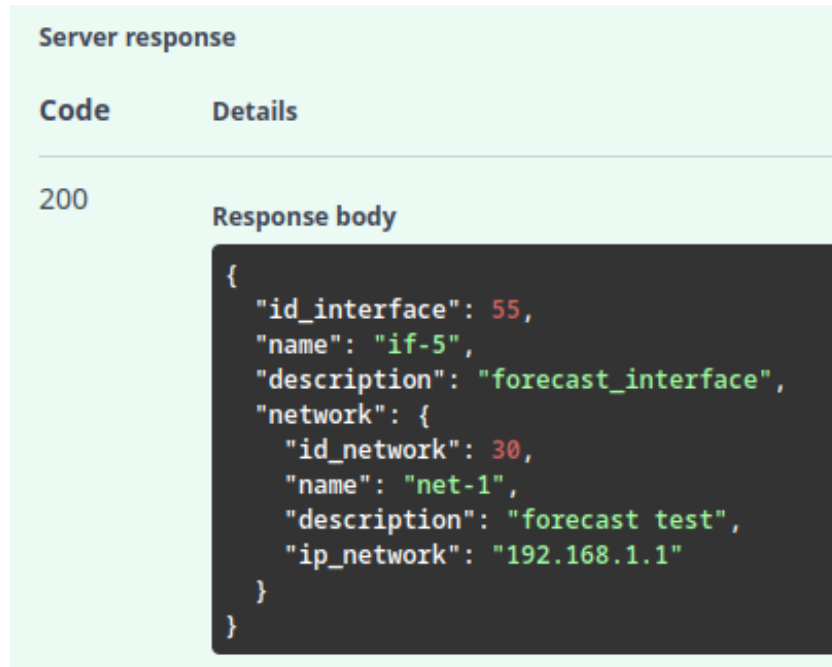 Server response
Code Details
200
Response body
{
  "id_interface": 55,
  "name": "if-5",
  "description": "forecast_interface",
  "network": {
    "id_network": 30,
    "name": "net-1",
    "description": "forecast test",
    "ip_network": "192.168.1.1"
  }
}